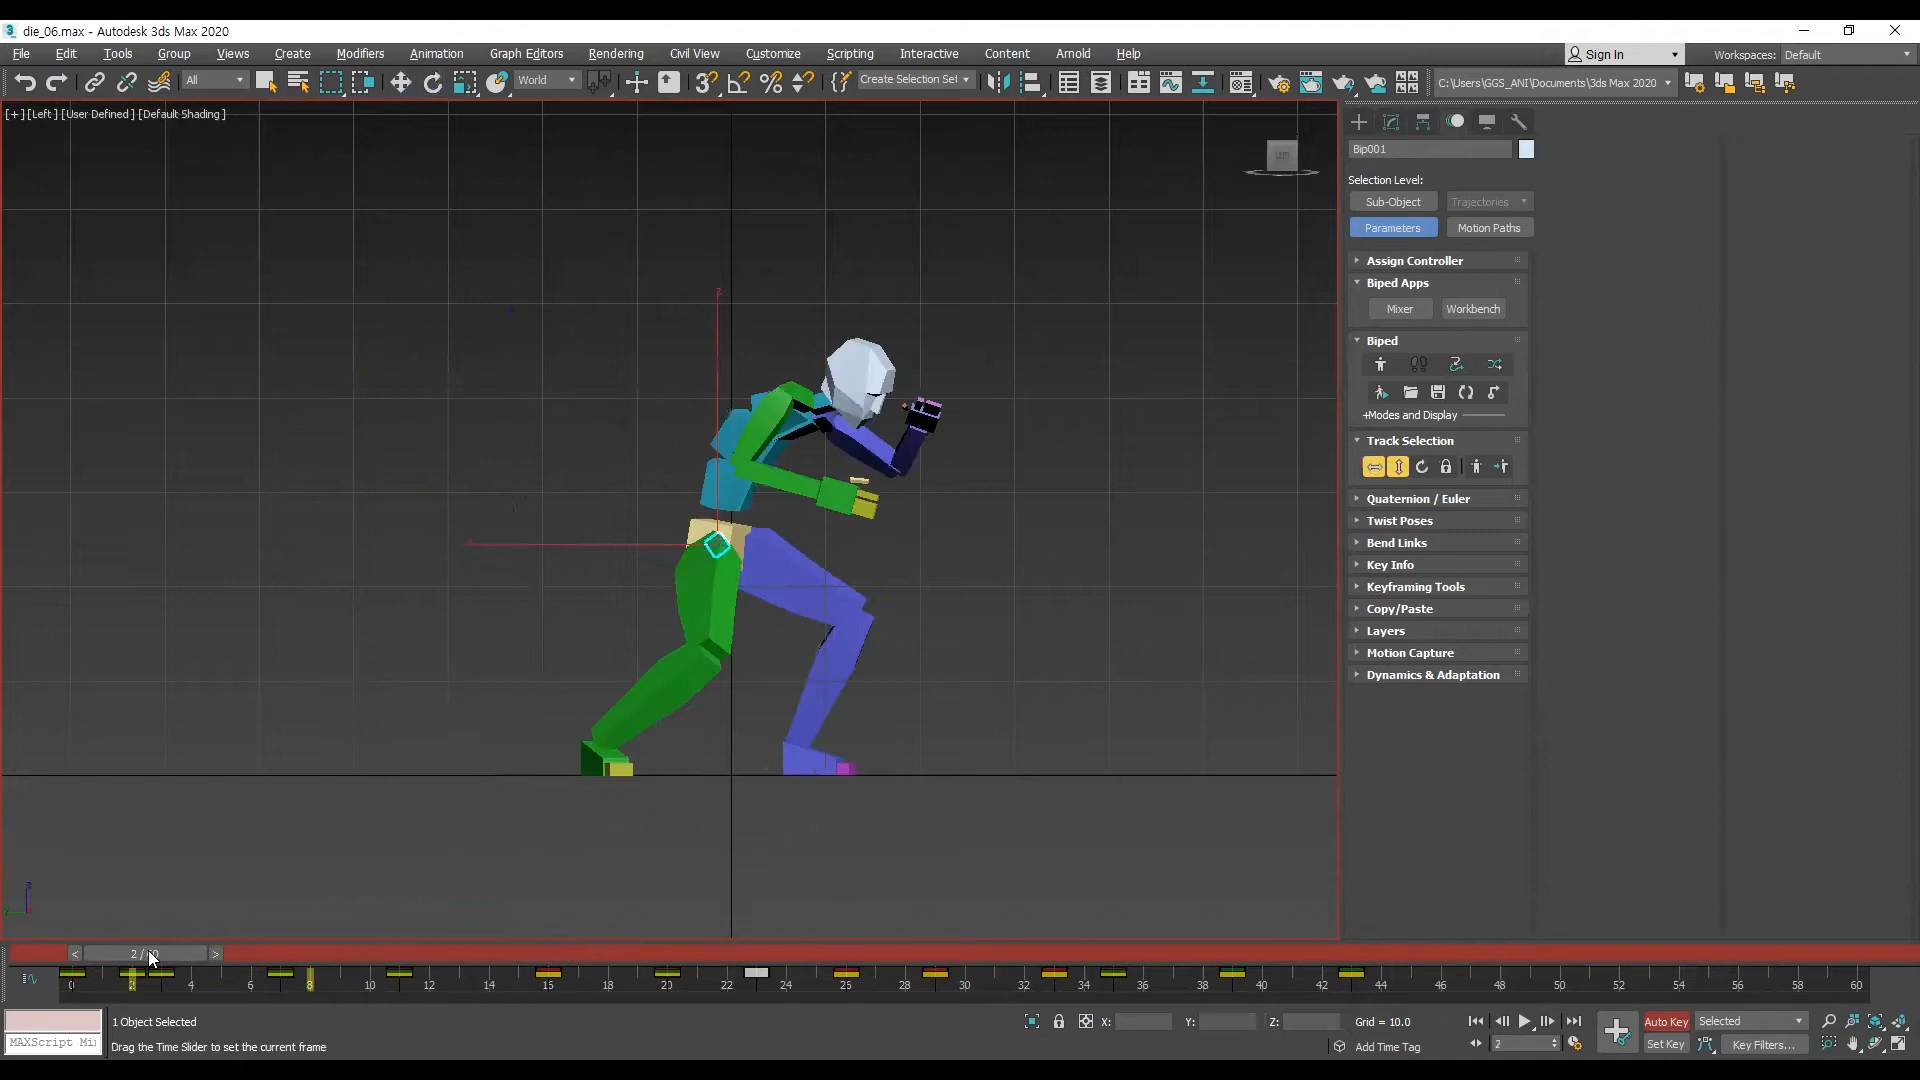 die_06.max - Autodesk 3ds Max 2020
File Edit Tools Group Views Create Modifiers Animation Graph Editors Rendering Civil View Customize Scripting Interactive Content Arnold Help
Sign In
Workspaces: Default
All
World
Create Selection Set
C:\Users\GGS_ANI\Documents\3ds Max 2020
[+] [Left] [User Defined] [Default Shading]
Bip001
Selection Level:
Sub-Object Trajectories
Parameters Motion Paths
Assign Controller
Biped Apps
Mixer Workbench
Biped
+Modes and Display
Track Selection
Quaternion / Euler
Twist Poses
Bend Links
Key Info
Keyframing Tools
Copy/Paste
Layers
Motion Capture
Dynamics & Adaptation
< 2 / >
0 2 4 8 10 12 14 16 18 20 22 24 26 28 30 32 34 36 38 40 42 44 46 48 50 52 54 56 58 60
1 Object Selected
X: Y: Z: Grid = 10.0
Auto Key Selected
MAXScript Mi
Drag the Time Slider to set the current frame
Add Time Tag
2
Set Key Key Filters...